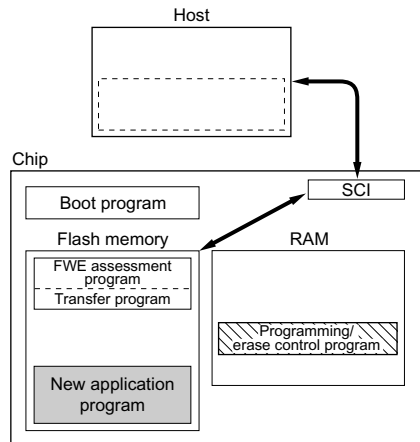 Host
Chip
SCI
Boot program
Flash memory
RAM
FWE assessment
program
Transfer program
Programming/
erase control program
New application
program